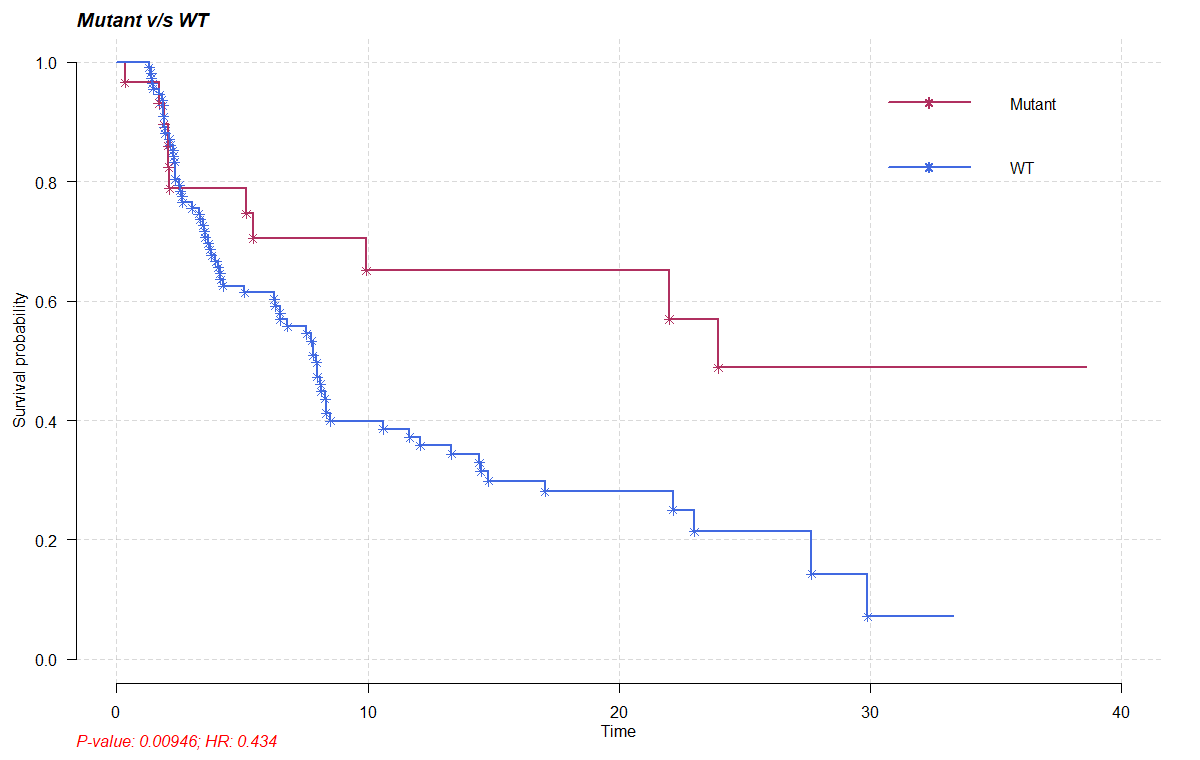 Mutant v/s WT
1.0
0.8
0.6
0.4
0.2
0.0
Survival probability
Mutant
WT
0 10 20 30 40
Time
P-value: 0.00946; HR: 0.434